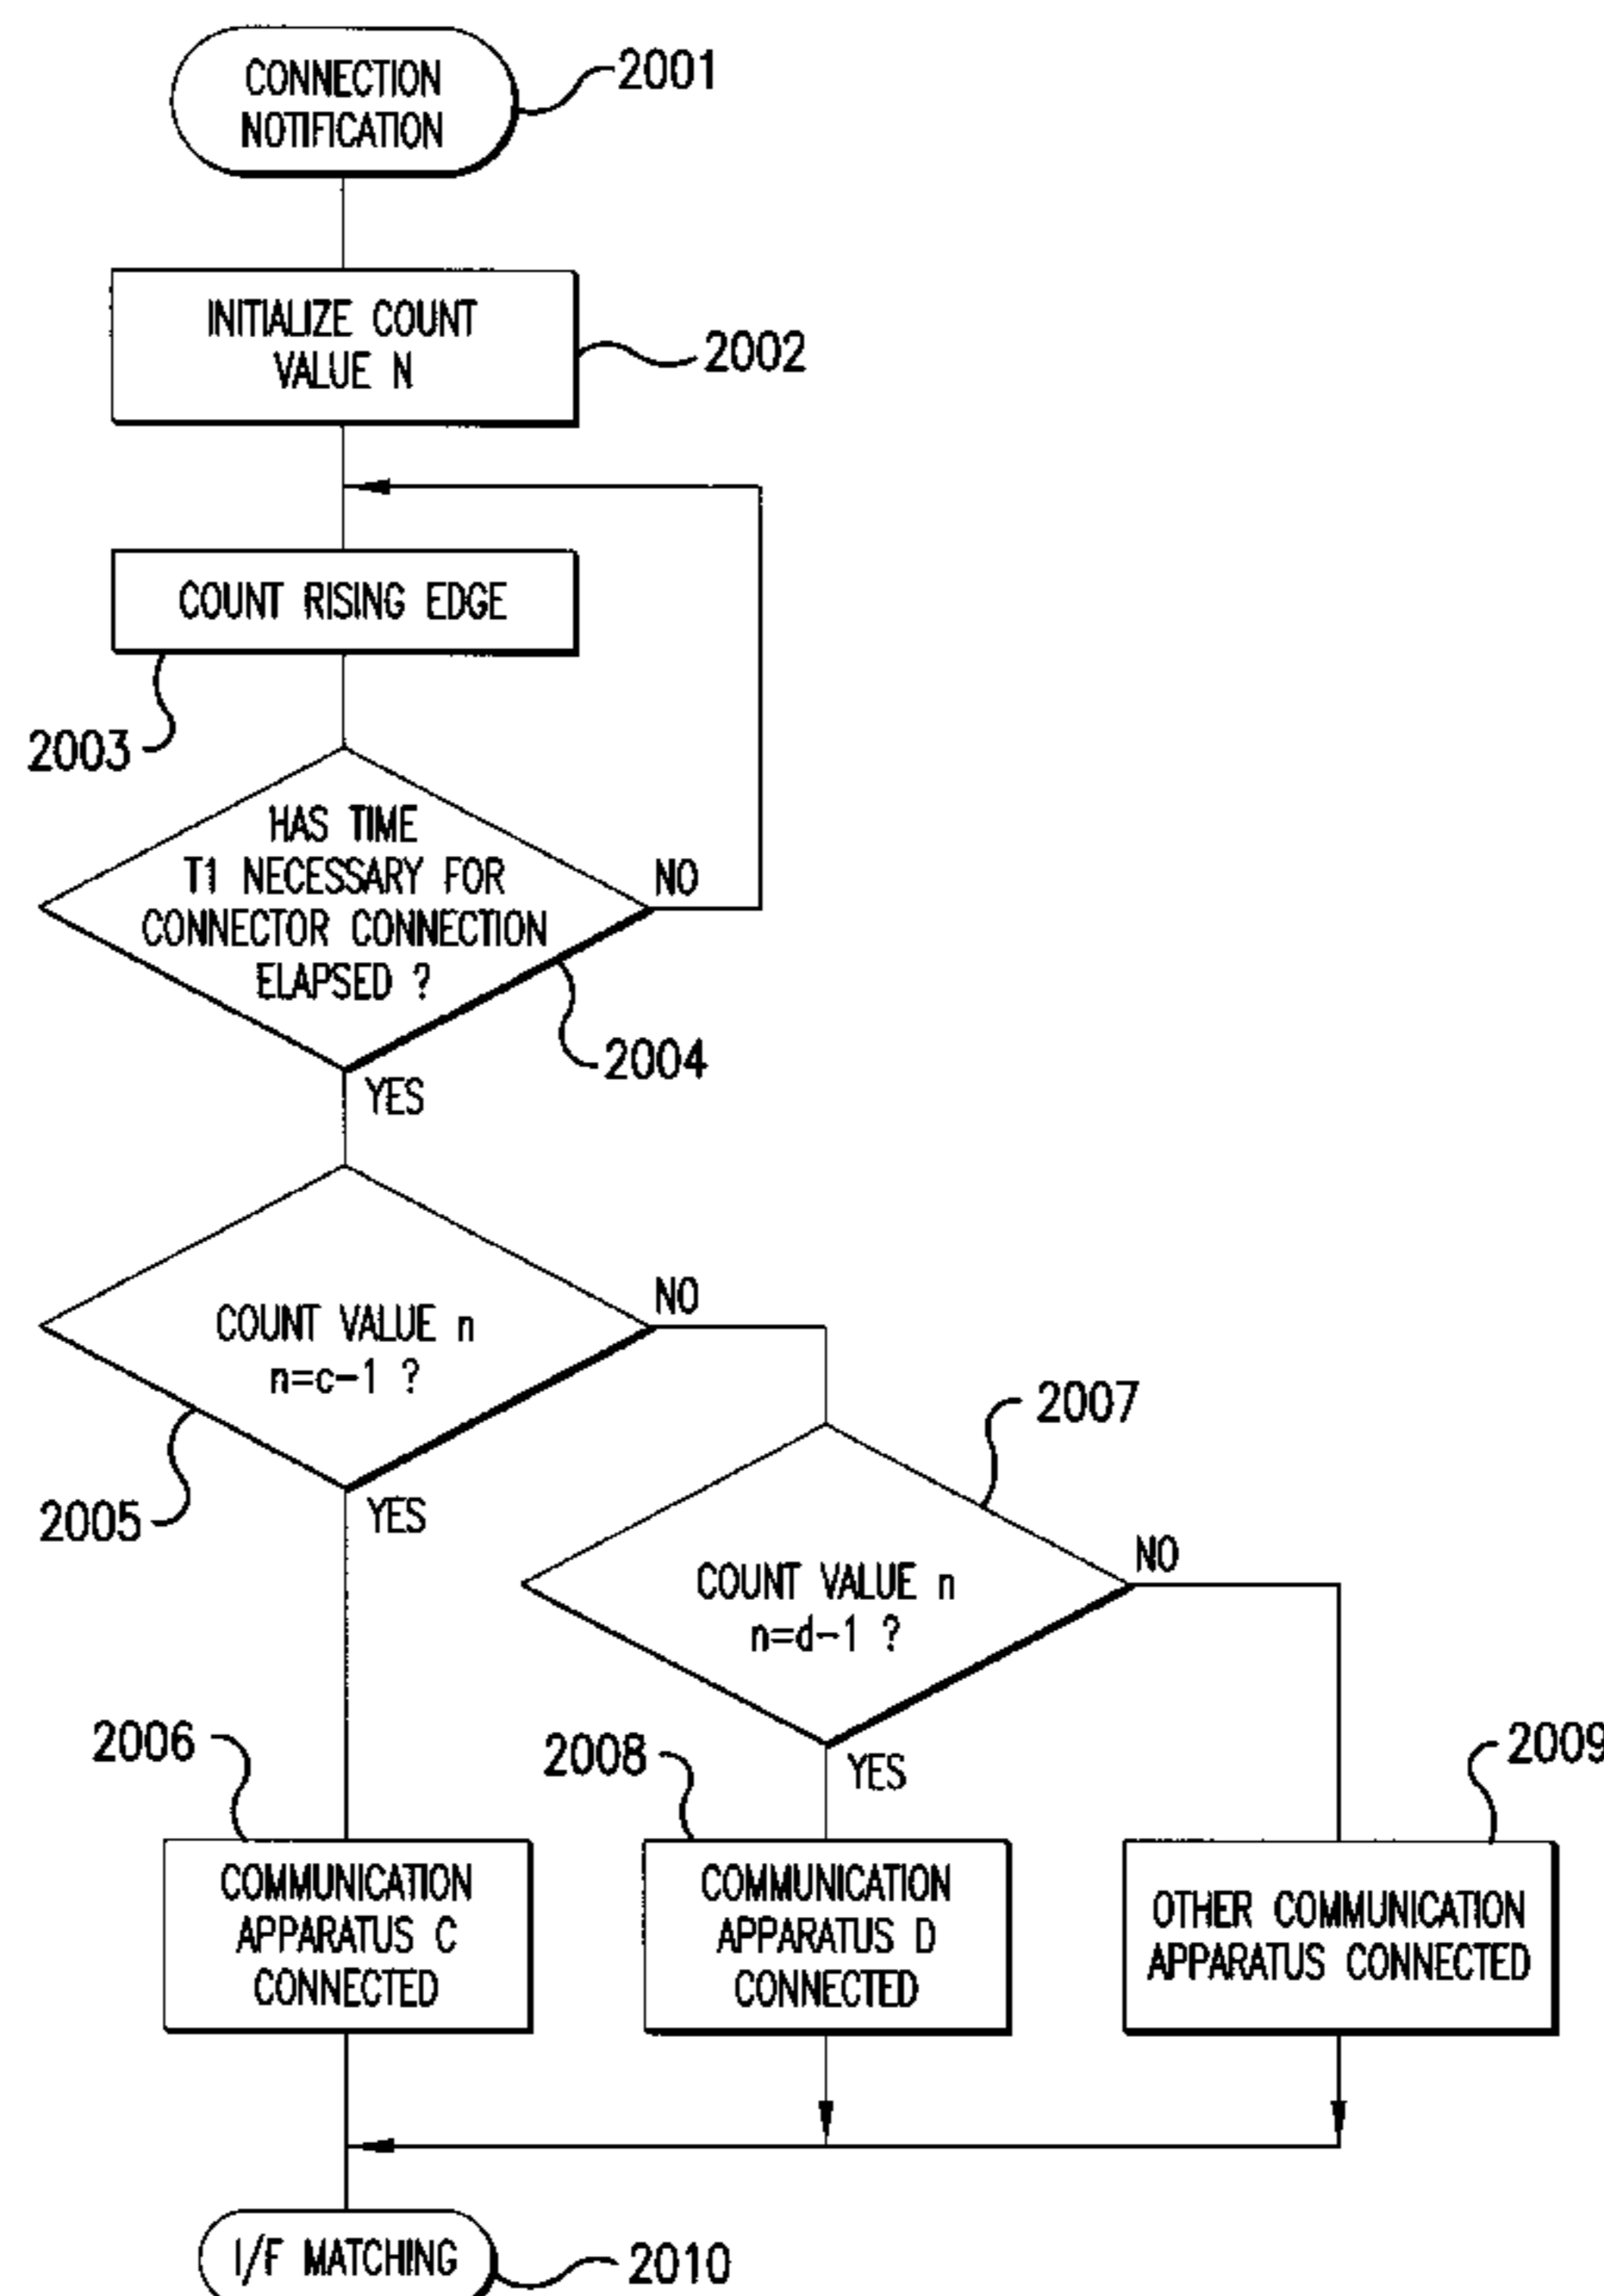 CONNECTION
NOTIFICATION
2001
INITIALIZE COUNT
VALUE N
2002
COUNT RISING EDGE
2003
HAS TIME
T1 NECESSARY FOR
CONNECTOR CONNECTION
ELAPSED ?
NO
2004
YES
COUNT VALUE n
n=c-1 ?
NO
2005
YES
2007
COUNT VALUE n
n=d-1 ?
NO
YES
2006
2008
2009
COMMUNICATION
APPARATUS C
CONNECTED
COMMUNICATION
APPARATUS D
CONNECTED
OTHER COMMUNICATION
APPARATUS CONNECTED
I/F MATCHING
2010